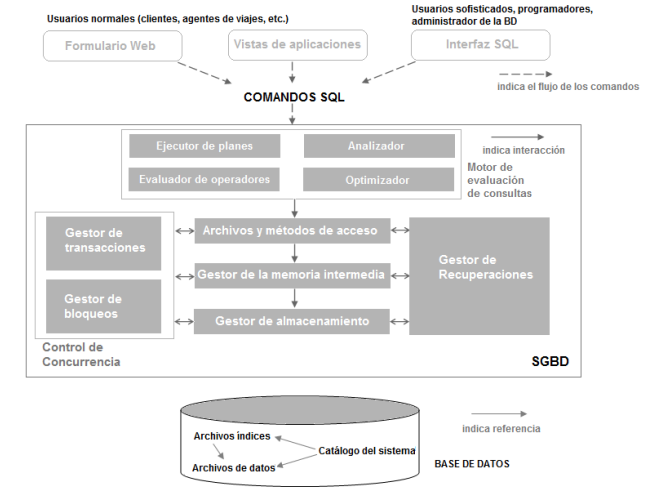 Usuarios normales (clientes, agentes de viajes, etc.)
Usuarios sofisticados, programadores,
administrador de la BD
Formulario Web
Vistas de aplicaciones
Interfaz SQL
indica el flujo de los comandos
COMANDOS SQL
Ejecutor de planes
Analizador
indica interacción
Evaluador de operadores
Optimizador
Motor de
evaluación
de consultas
Gestor de
transacciones
Archivos y métodos de acceso
Gestor de
Recuperaciones
Gestor de la memoria intermedia
Gestor de
bloqueos
Gestor de almacenamiento
Control de
Concurrencia
SGBD
indica referencia
Archivos índices
Catálogo del sistema
Archivos de datos
BASE DE DATOS